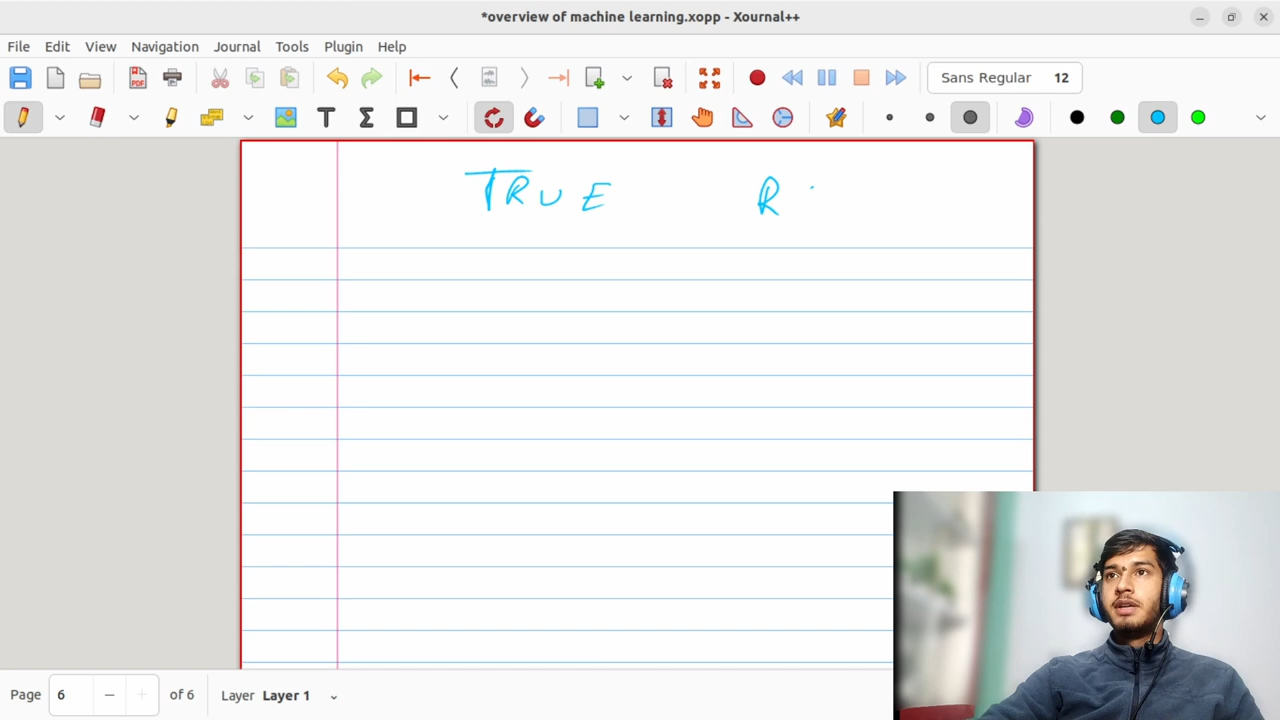 *overview of machine learning.xopp - Xournal++
File Edit View Navigation Journal Tools Plugin Help
PDF Sans Regular 12
T Σ
TRUE R
Page 6 of 6 Layer Layer 1